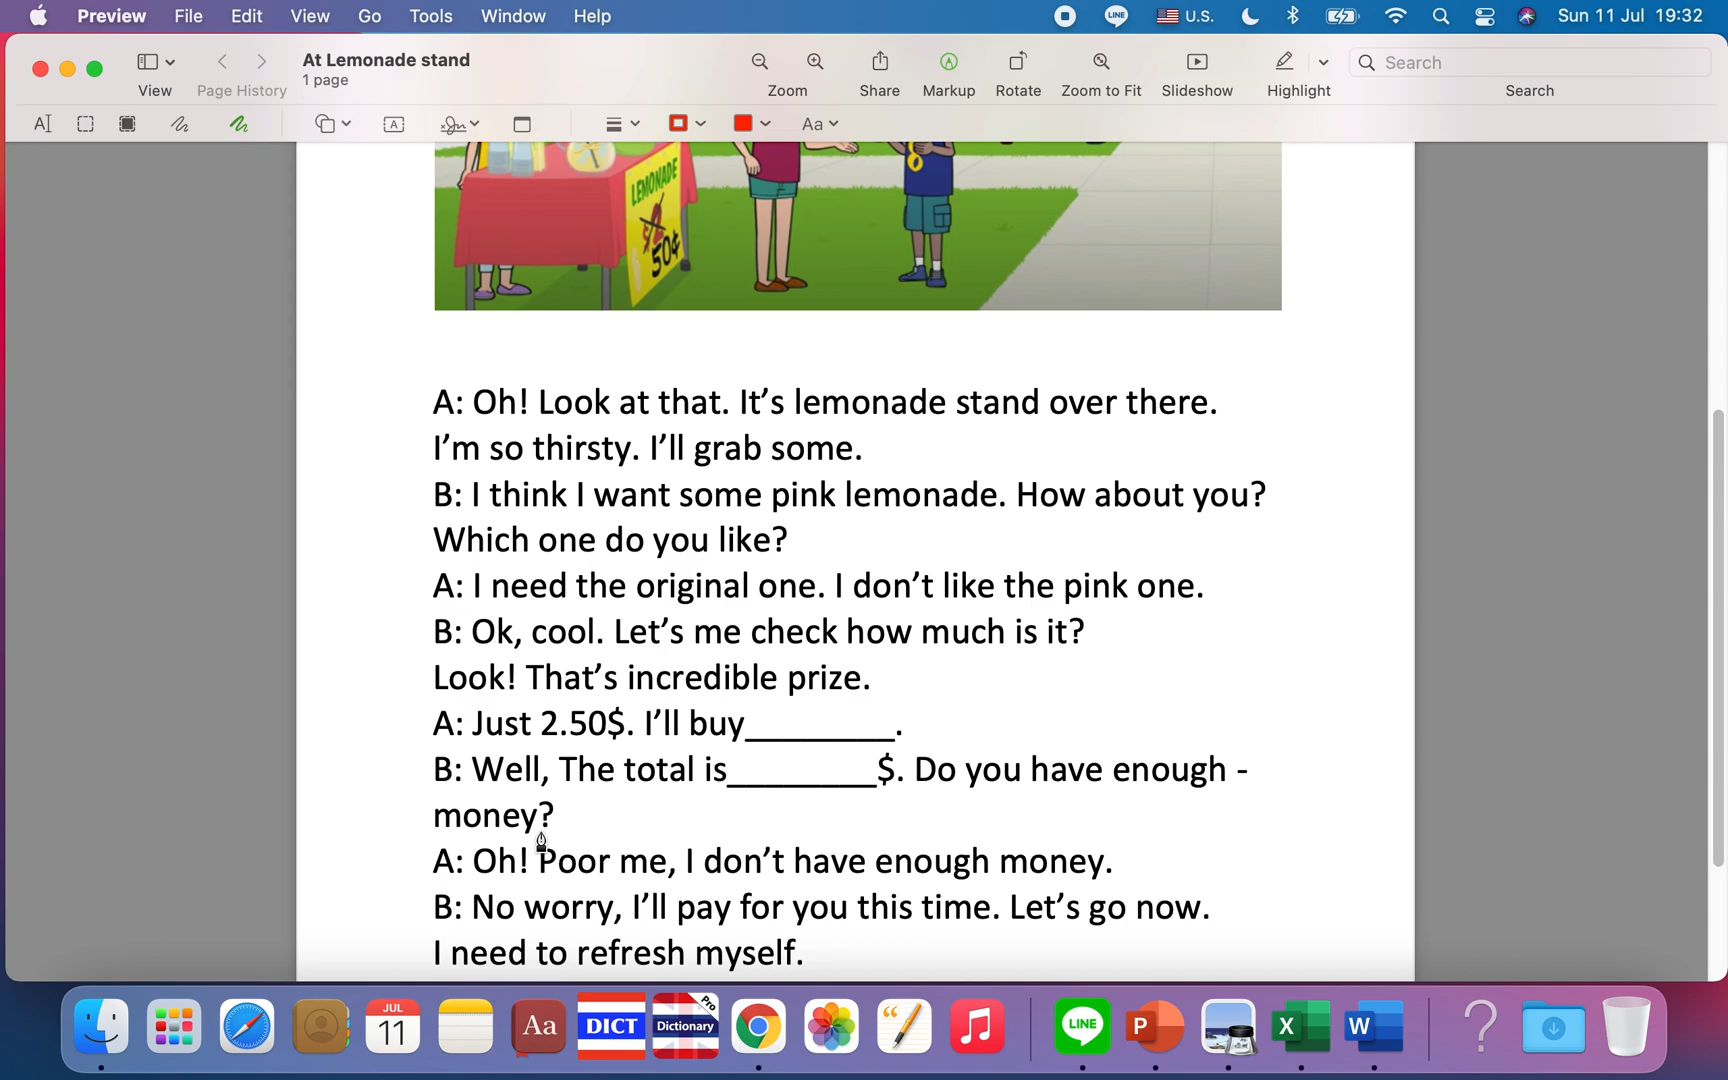 Preview File Edit View Go Tools Window Help LINE U.S. Sun 11 Jul 19:32
At Lemonade stand
1 page
View Page History Zoom Share Markup Rotate Zoom to Fit Slideshow Highlight Search
Search
A A Aa
LEMONADE
50¢
A: Oh! Look at that. It’s lemonade stand over there.
I’m so thirsty. I’ll grab some.
B: I think I want some pink lemonade. How about you?
Which one do you like?
A: I need the original one. I don’t like the pink one.
B: Ok, cool. Let’s me check how much is it?
Look! That’s incredible prize.
A: Just 2.50$. I’ll buy________.
B: Well, The total is________$. Do you have enough -
money?
A: Oh! Poor me, I don’t have enough money.
B: No worry, I’ll pay for you this time. Let’s go now.
I need to refresh myself.
JUL
11
Aa
DICT
Dictionary
Pro
LINE
P
X
W